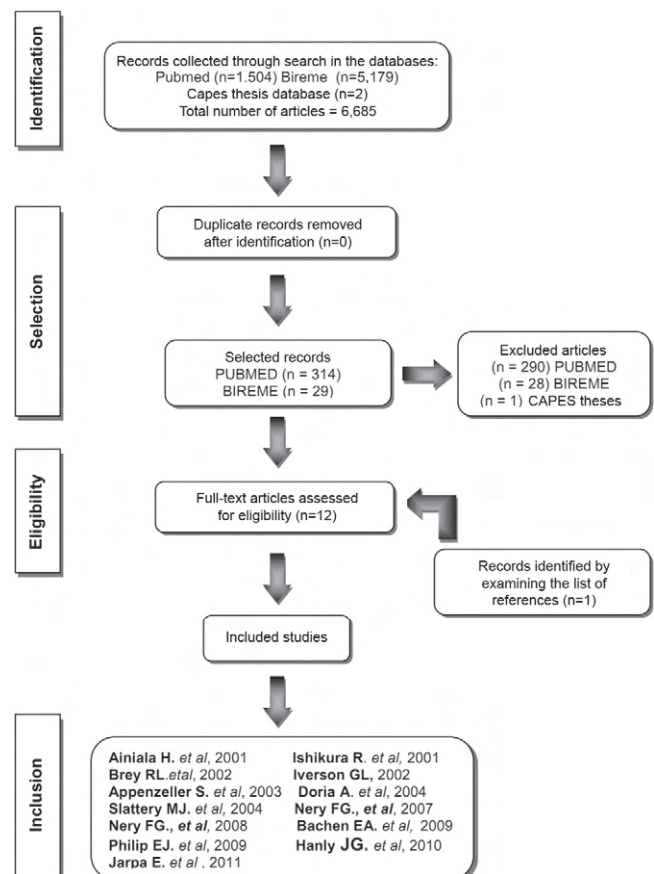 Identification
Records collected through search in the databases:
Pubmed (n=1.504) Bireme (n=5,179)
Capes thesis database (n=2)
Total number of articles = 6,685
Selection
Duplicate records removed
after identification (n=0)
Selected records
PUBMED (n = 314)
BIREME (n = 29)
Excluded articles
(n = 290) PUBMED
(n = 28) BIREME
(n = 1) CAPES theses
Eligibility
Full-text articles assessed
for eligibility (n=12)
Records identified by
examining the list of
references (n=1)
Included studies
Inclusion
Ainiala H. et al, 2001 Ishikura R. et al, 2001
Brey RL.etal, 2002 Iverson GL, 2002
Appenzeller S. et al, 2003 Doria A. et al, 2004
Slattery MJ. et al, 2004 Nery FG., et al, 2007
Nery FG., et al, 2008 Bachen EA. et al, 2009
Philip EJ. et al, 2009 Hanly JG. et al, 2010
Jarpa E. et al , 2011